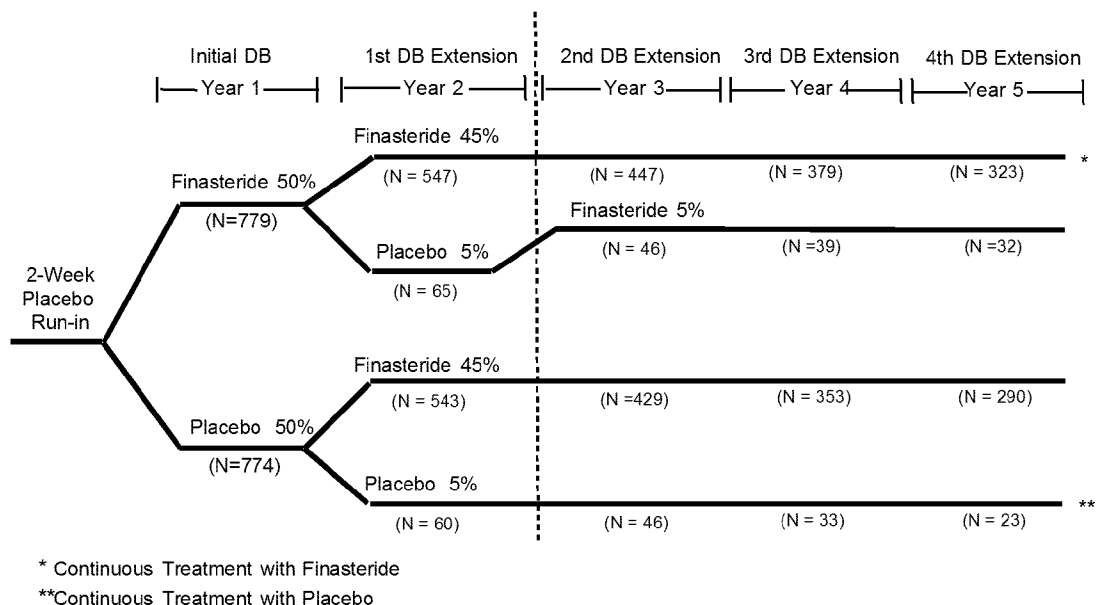 Initial DB 1st DB Extension 2nd DB Extension 3rd DB Extension 4th DB Extension
Year 1 Year 2 Year 3 Year 4 Year 5
Finasteride 45%
(N = 547) (N = 447) (N = 379) (N = 323) *
Finasteride 50%
(N=779)
Finasteride 5%
(N = 46) (N =39) (N =32)
Placebo 5%
(N = 65)
2-Week
Placebo
Run-in
Finasteride 45%
(N = 543) (N =429) (N = 353) (N = 290)
Placebo 50%
(N=774)
Placebo 5%
(N = 60) (N = 46) (N = 33) (N = 23) **
* Continuous Treatment with Finasteride
**Continuous Treatment with Placebo